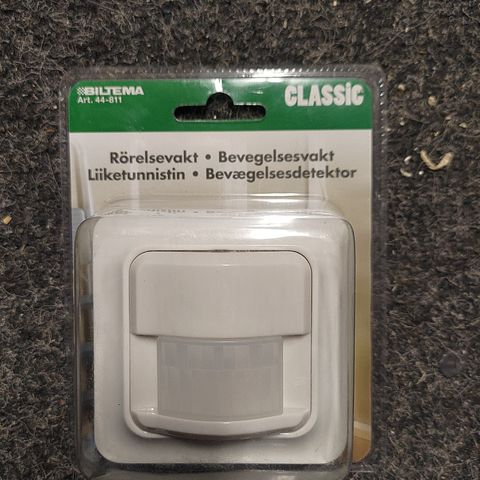 BILTEMA
Art. 44-811
CLASSIC
Rörelsevakt • Bevegelsesvakt
Liiketunnistin • Bevægelsesdetektor